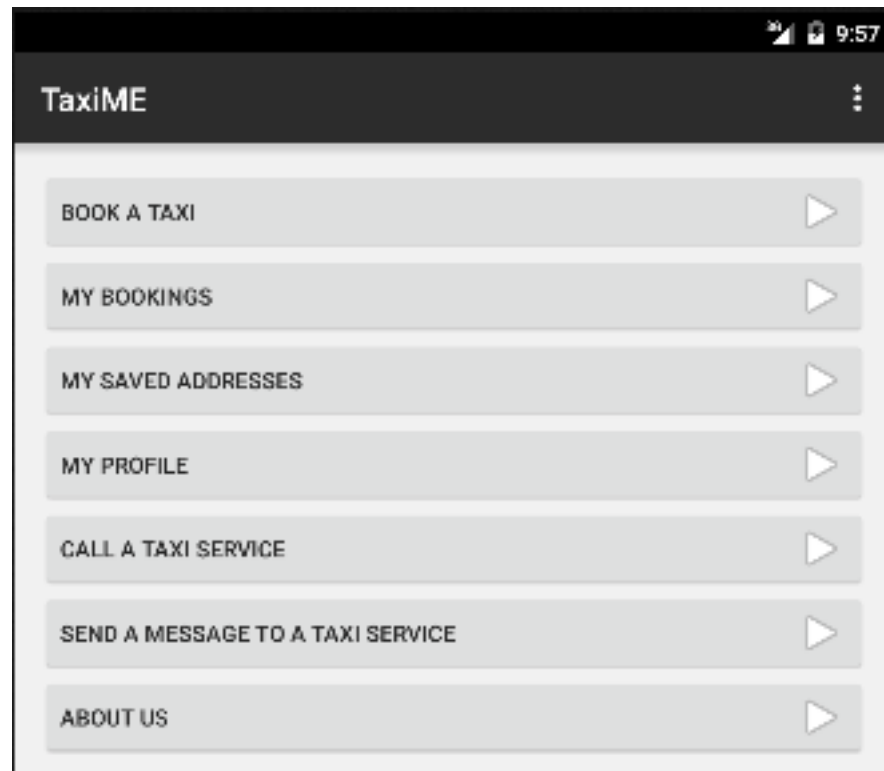 3G 9:57
TaxiME
BOOK A TAXI
MY BOOKINGS
MY SAVED ADDRESSES
MY PROFILE
CALL A TAXI SERVICE
SEND A MESSAGE TO A TAXI SERVICE
ABOUT US